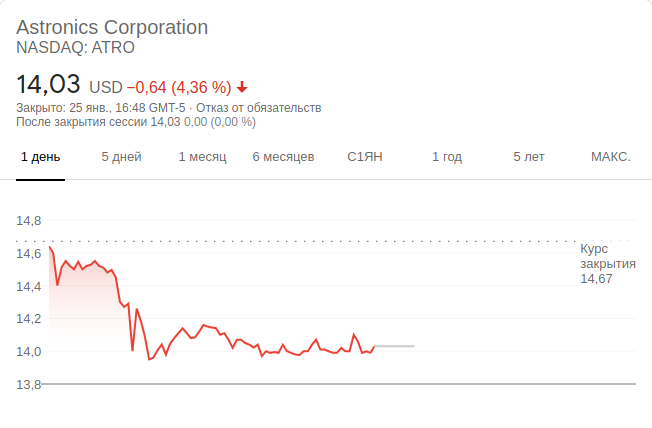 Astronics Corporation
NASDAQ: ATRO
14,03 USD −0,64 (4,36 %)
Закрыто: 25 янв., 16:48 GMT-5 · Отказ от обязательств
После закрытия сессии 14,03 0,00 (0,00 %)
1 день 5 дней 1 месяц 6 месяцев С1ЯН 1 год 5 лет МАКС.
14,8
14,6
14,4
14,2
14,0
13,8
Курс
закрытия
14,67